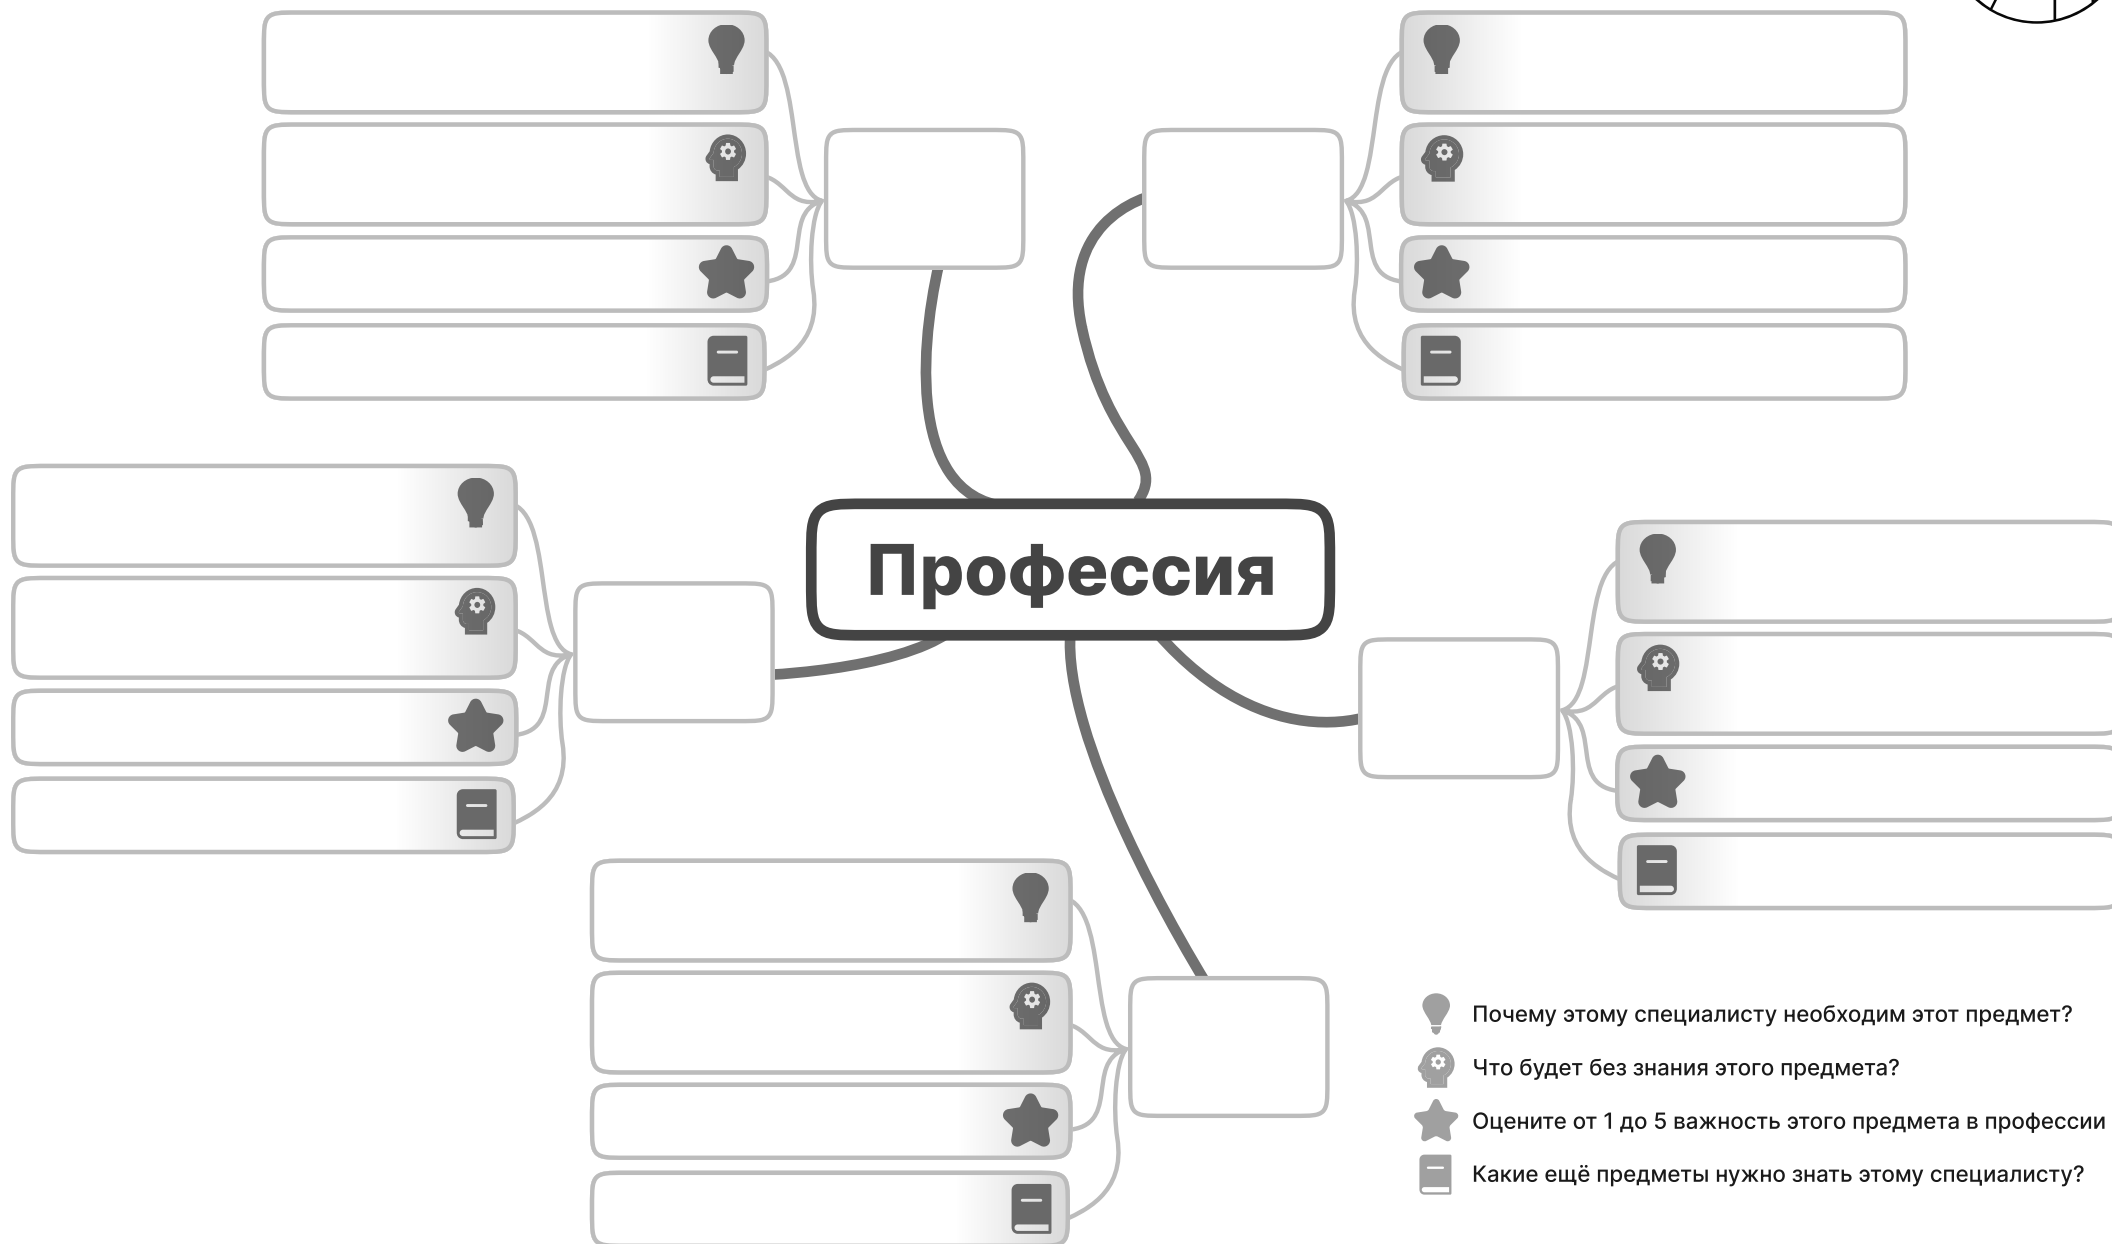 Профессия
Почему этому специалисту необходим этот предмет?
Что будет без знания этого предмета?
Оцените от 1 до 5 важность этого предмета в профессии
Какие ещё предметы нужно знать этому специалисту?